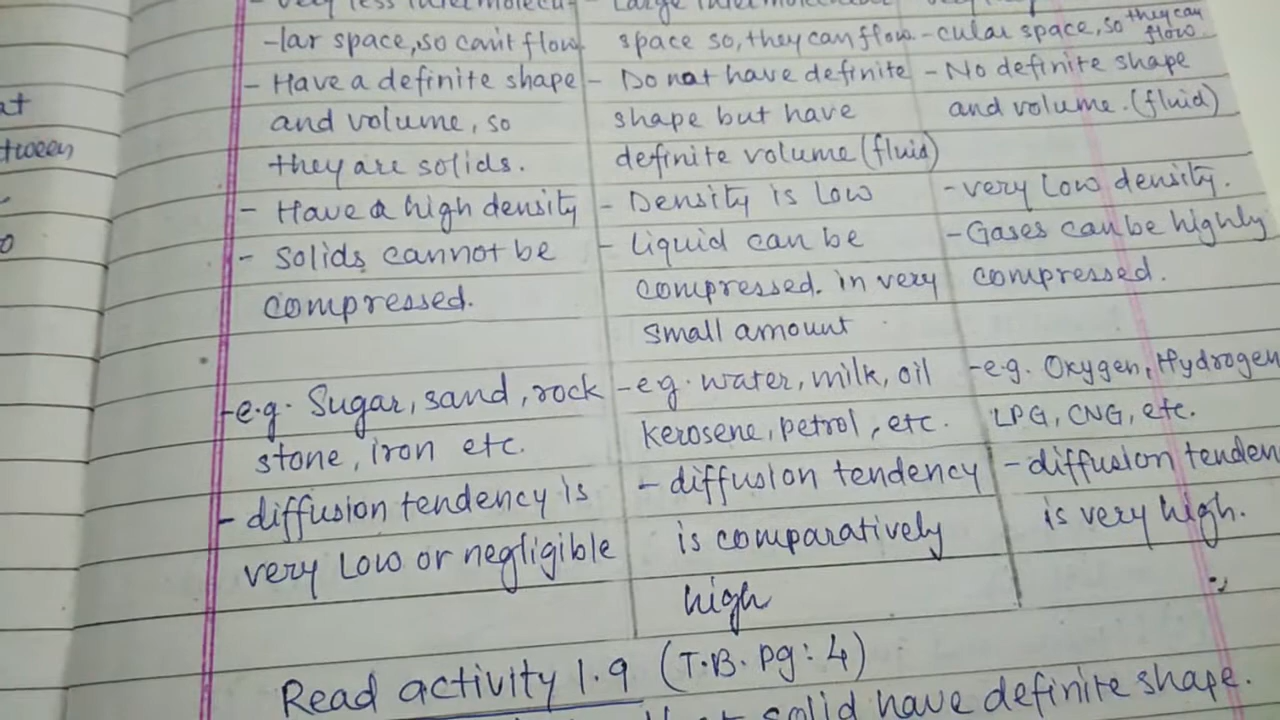 -lar space, so can't flow
- Have a definite shape
and volume, so
they are solids.
- Have a high density
- Solids cannot be
compressed.
-e.g. Sugar, sand, rock
stone, iron etc.
- diffusion tendency is
very Low or negligible
space so, they can flow
- Do not have definite
shape but have
definite volume (fluid)
- Density is Low
- Liquid can be
compressed. in very
small amount
-e.g. water, milk, oil
kerosene, petrol, etc.
- diffusion tendency
is comparatively
high
-cular space, so they can
flow.
- No definite shape
and volume. (fluid)
- very Low density.
- Gases can be highly
compressed.
-e.g. Oxygen, Hydrogen
LPG, CNG, etc.
- diffusion tenden
is very high.
Read activity 1.9 (T.B. pg: 4)
solid have definite shape.
at
tween